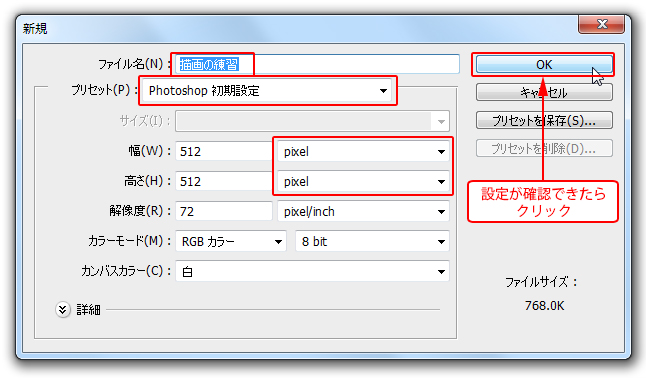 新規
ファイル名(N)：描画の練習
OK
プリセット(P)：Photoshop 初期設定
キャンセル
サイズ(I)：
プリセットを保存(S)...
幅(W)：512 pixel
プリセットを削除(D)...
高さ(H)：512 pixel
設定が確認できたら
クリック
解像度(R)：72 pixel/inch
カラーモード(M)：RGB カラー 8 bit
カンバスカラー(C)：白
ファイルサイズ：
768.0K
詳細